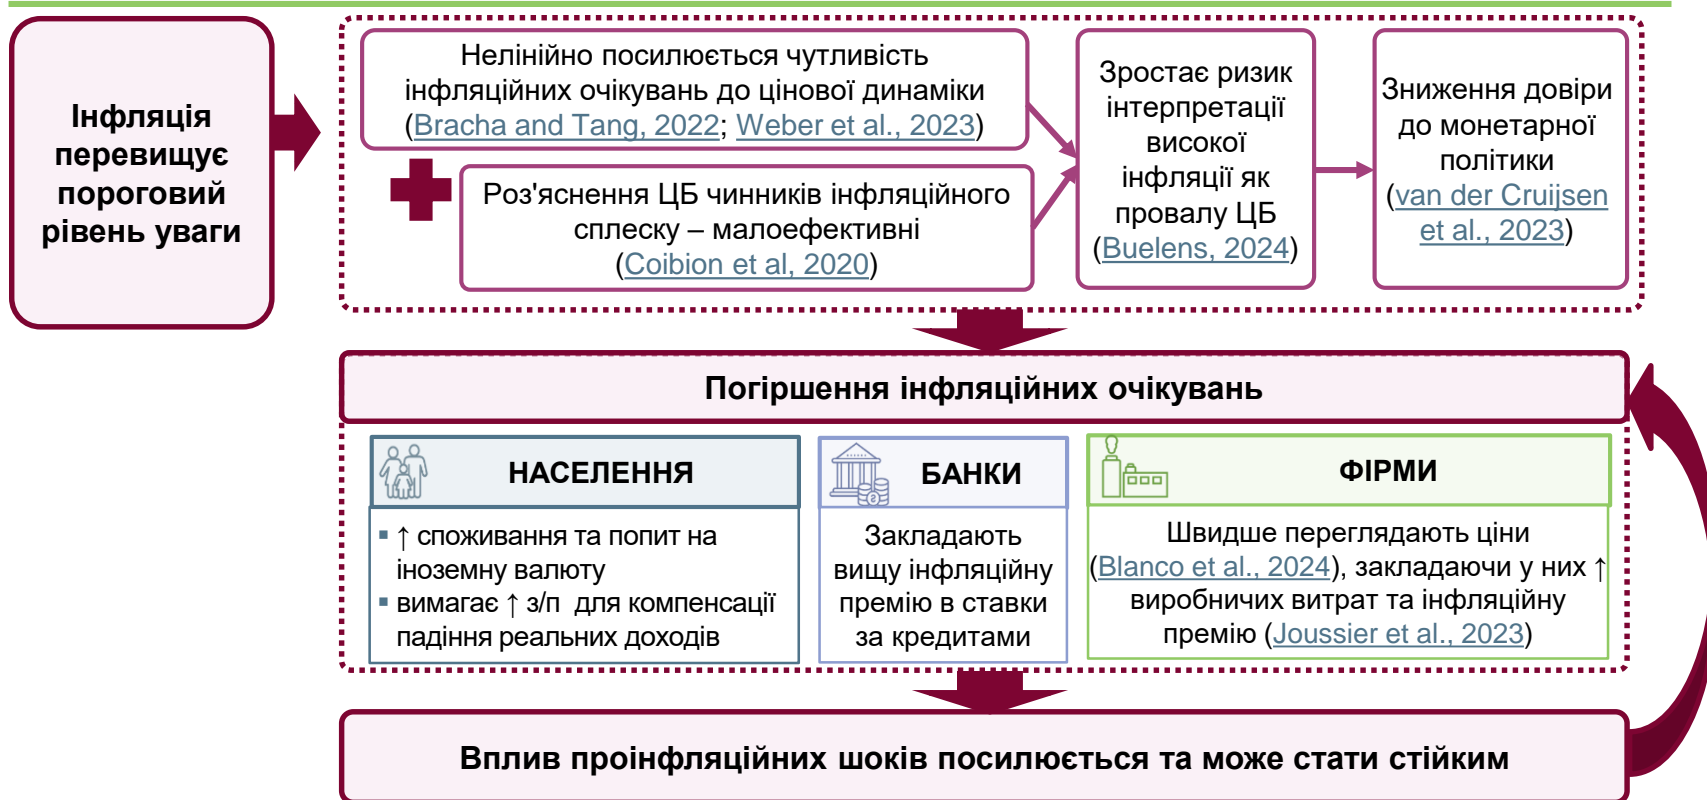 Інфляція
перевищує
пороговий
рівень уваги
Нелінійно посилюється чутливість
інфляційних очікувань до цінової динаміки
(Bracha and Tang, 2022; Weber et al., 2023)
Роз'яснення ЦБ чинників інфляційного
сплеску – малоефективні
(Coibion et al, 2020)
Зростає ризик
інтерпретації
високої
інфляції як
провалу ЦБ
(Buelens, 2024)
Зниження довіри
до монетарної
політики
(van der Cruijsen
et al., 2023)
Погіршення інфляційних очікувань
НАСЕЛЕННЯ
▪ ↑ споживання та попит на
іноземну валюту
▪ вимагає ↑ з/п для компенсації
падіння реальних доходів
БАНКИ
Закладають
вищу інфляційну
премію в ставки
за кредитами
ФІРМИ
Швидше переглядають ціни
(Blanco et al., 2024), закладаючи у них ↑
виробничих витрат та інфляційну
премію (Joussier et al., 2023)
Вплив проінфляційних шоків посилюється та може стати стійким